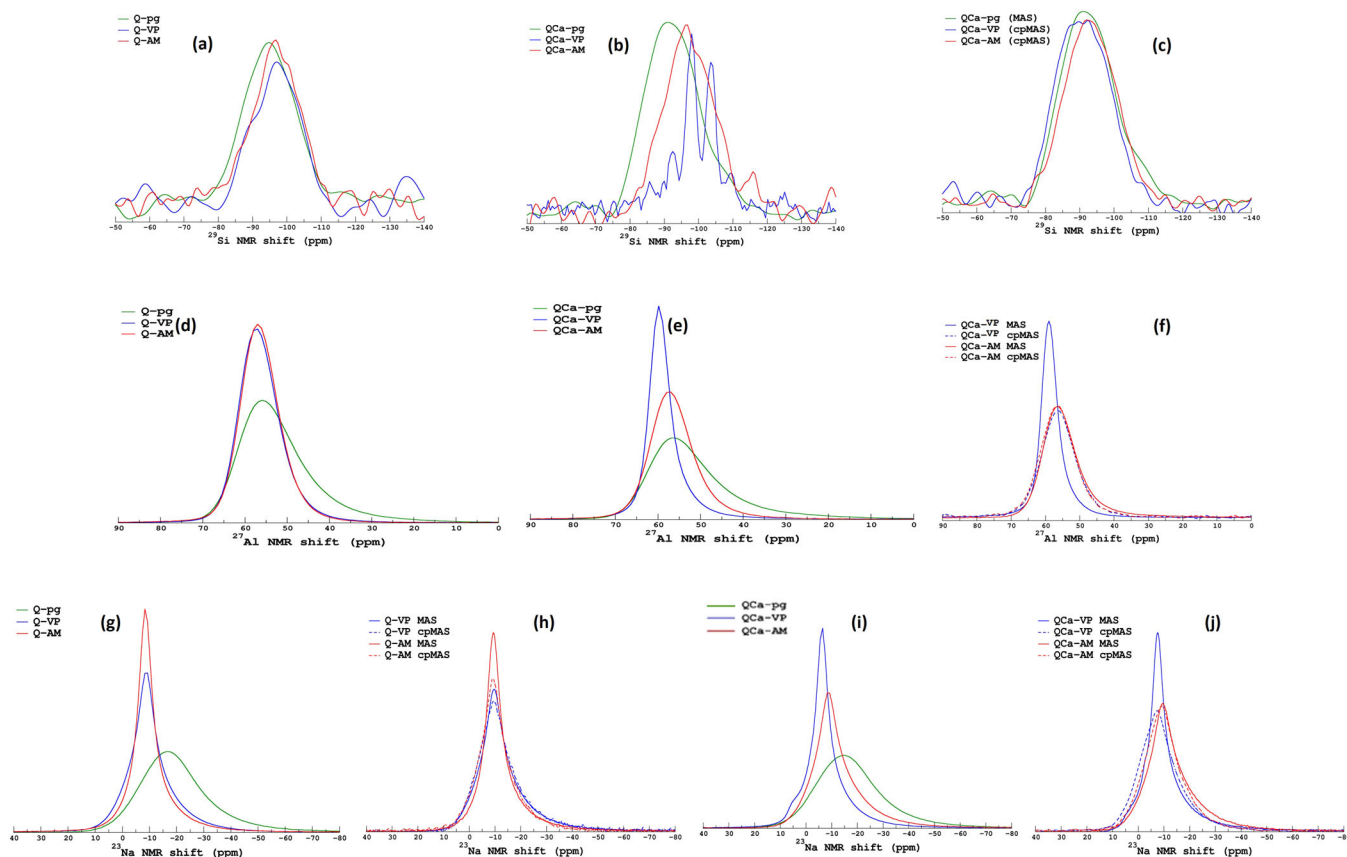 Q-pg
Q-VP
Q-AM
(a)
-50 -60 -70 -80 -90 -100 -110 -120 -130 -140
29Si NMR shift (ppm)
QCa-pg
QCa-VP
QCa-AM
(b)
-50 -60 -70 -80 -90 -100 -110 -120 -130 -140
29Si NMR shift (ppm)
QCa-pg (MAS)
QCa-VP (cpMAS)
QCa-AM (cpMAS)
(c)
-50 -60 -70 -80 -90 -100 -110 -120 -130 -140
29Si NMR shift (ppm)
Q-pg
Q-VP
Q-AM
(d)
90 80 70 60 50 40 30 20 10 0
27Al NMR shift (ppm)
QCa-pg
QCa-VP
QCa-AM
(e)
90 80 70 60 50 40 30 20 10 0
27Al NMR shift (ppm)
QCa-VP MAS
QCa-VP cpMAS
QCa-AM MAS
QCa-AM cpMAS
(f)
90 80 70 60 50 40 30 20 10 0
27Al NMR shift (ppm)
Q-pg
Q-VP
Q-AM
(g)
40 30 20 10 0 -10 -20 -30 -40 -50 -60 -70 -80
23Na NMR shift (ppm)
Q-VP MAS
Q-VP cpMAS
Q-AM MAS
Q-AM cpMAS
(h)
40 30 20 10 0 -10 -20 -30 -40 -50 -60 -70 -80
23Na NMR shift (ppm)
QCa-pg
QCa-VP
QCa-AM
(i)
40 30 20 10 0 -10 -20 -30 -40 -50 -60 -70 -80
23Na NMR shift (ppm)
QCa-VP MAS
QCa-VP cpMAS
QCa-AM MAS
QCa-AM cpMAS
(j)
40 30 20 10 0 -10 -20 -30 -40 -50 -60 -70 -80
23Na NMR shift (ppm)